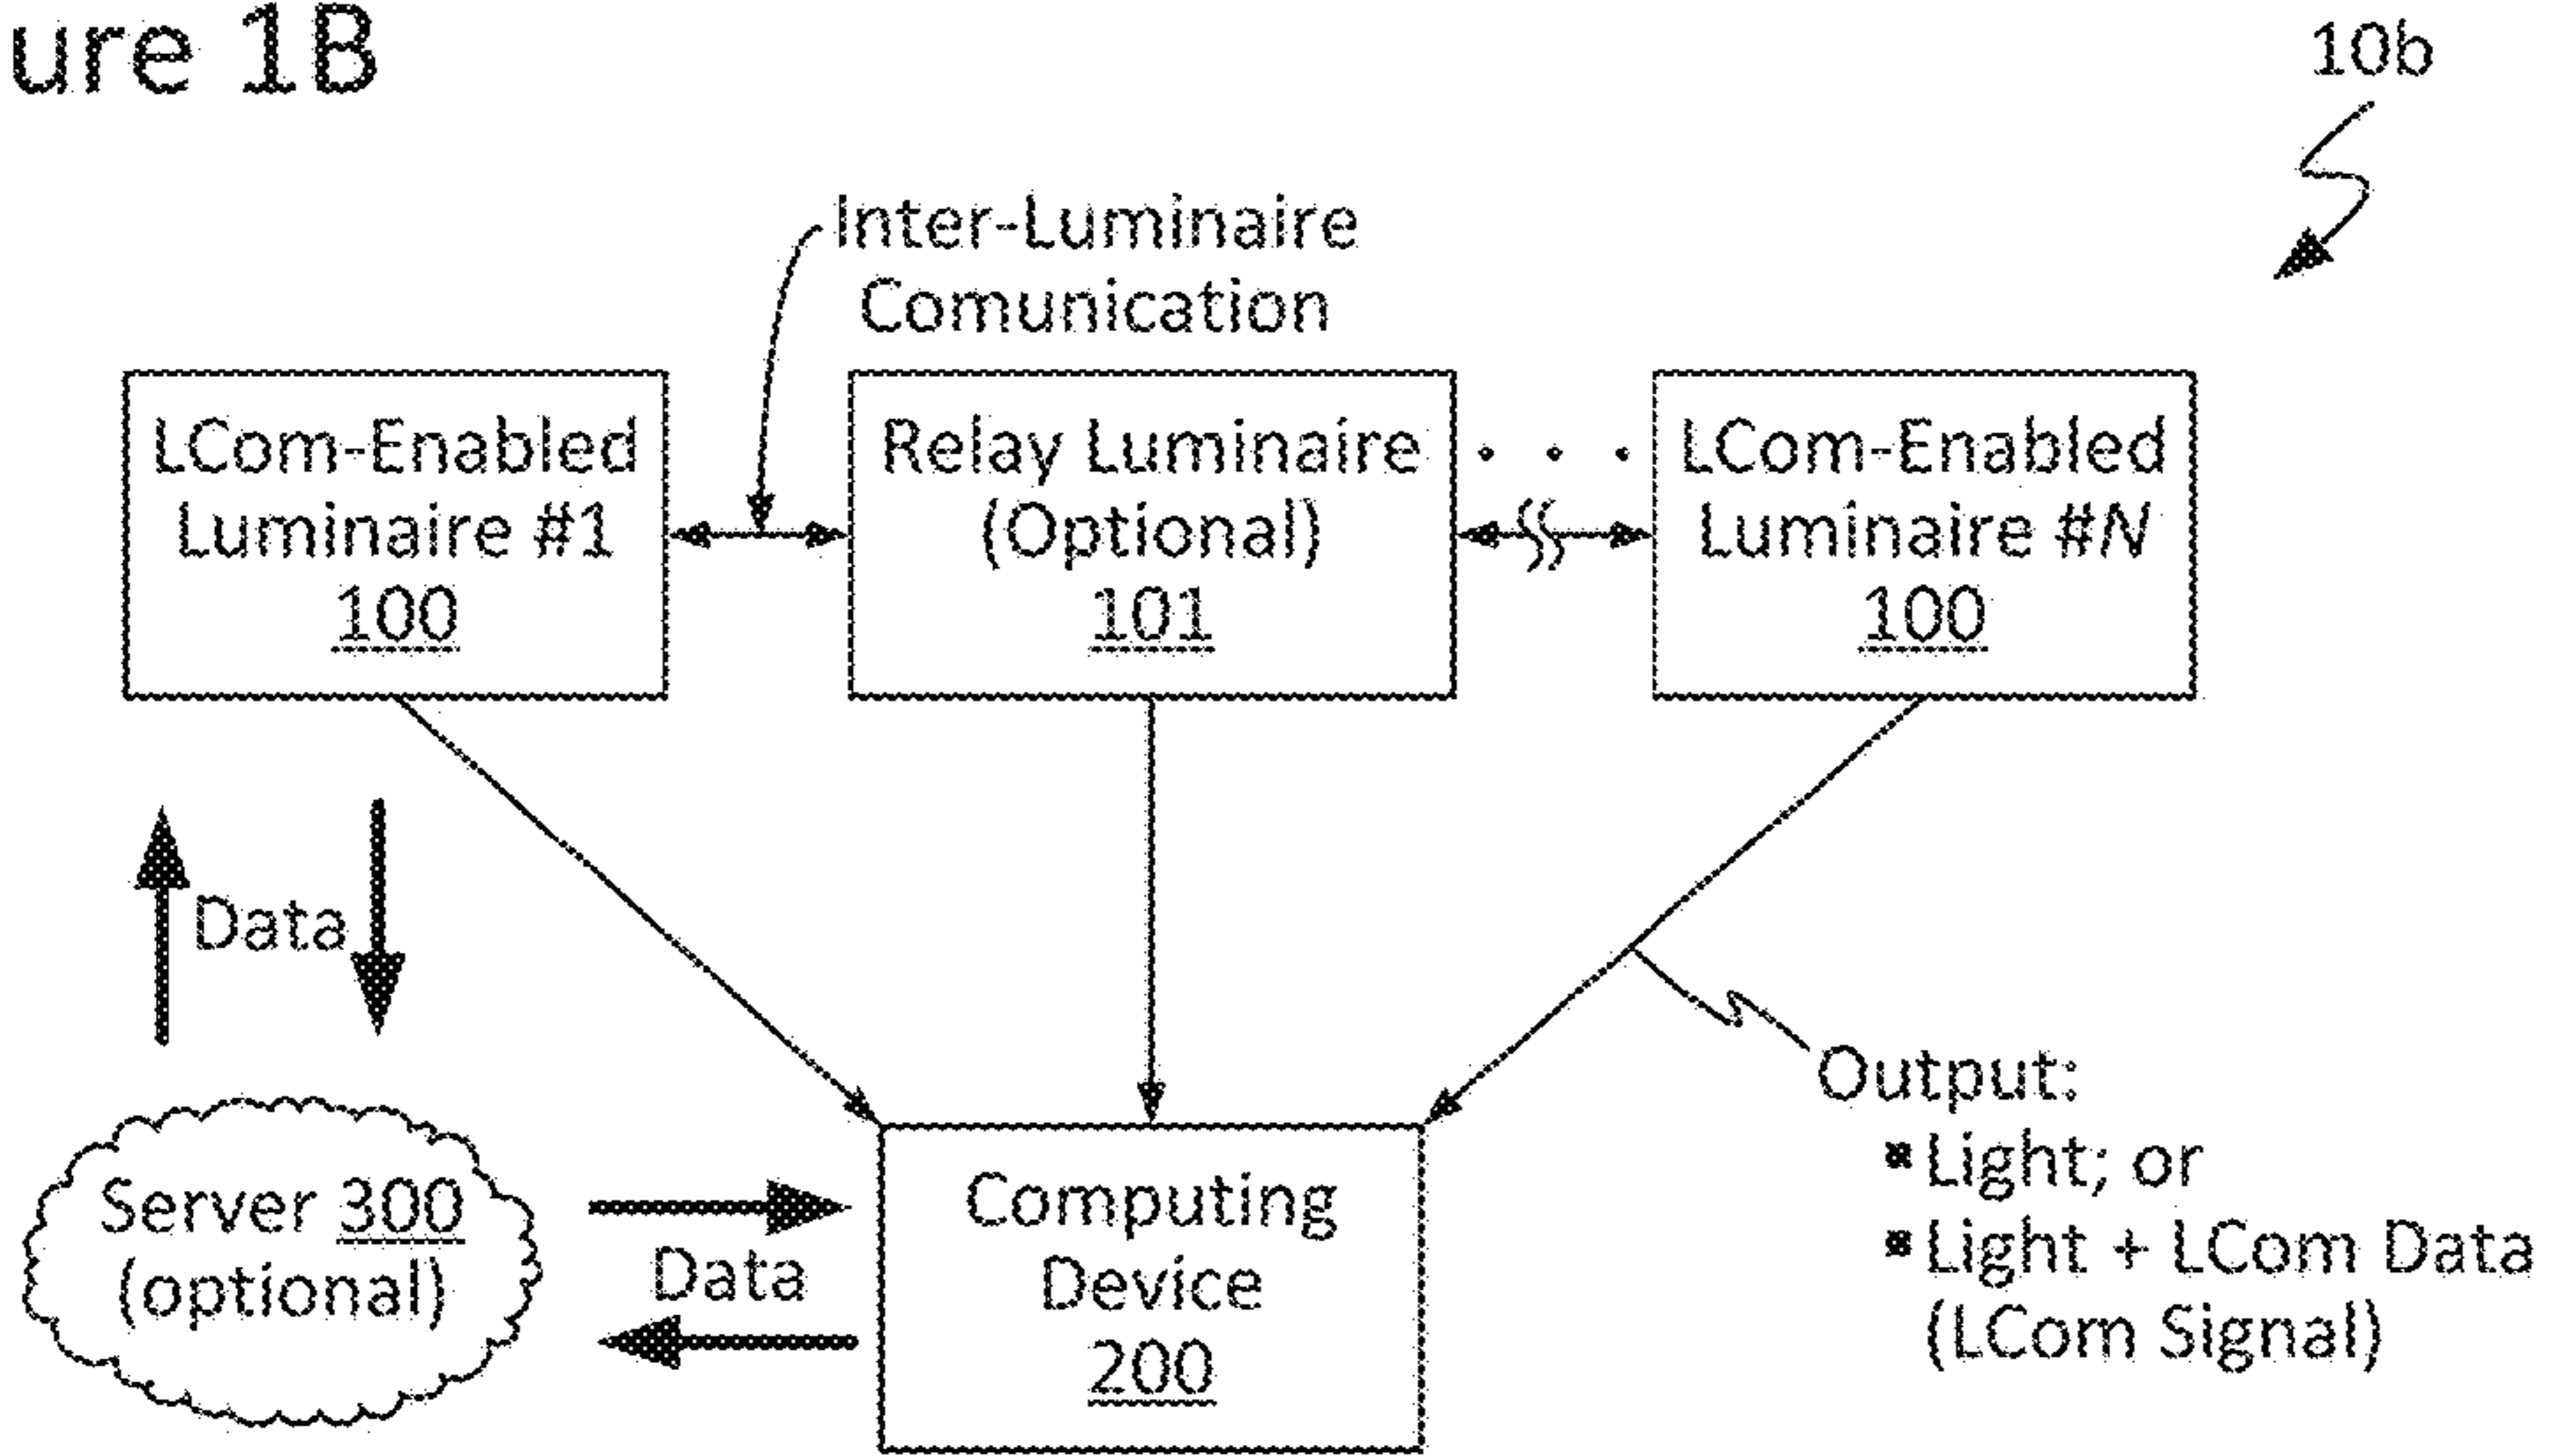 ure 1B
10b
Inter-Luminaire
Comunication
LCom-Enabled
Luminaire #1
100
Relay Luminaire
(Optional)
101
. . .
LCom-Enabled
Luminaire #N
100
Data
Server 300
(optional)
Data
Computing
Device
200
Output:
▪Light; or
▪Light + LCom Data
(LCom Signal)